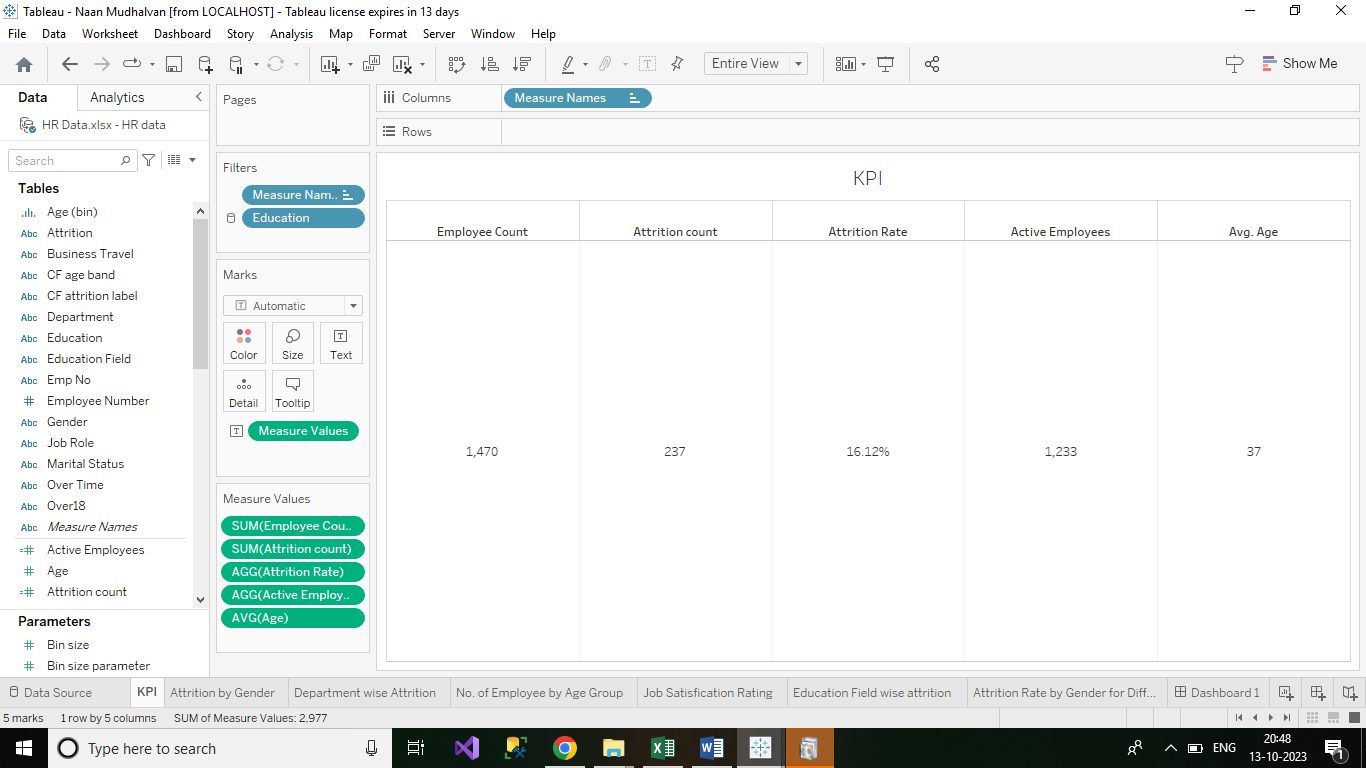 Tableau - Naan Mudhalvan [from LOCALHOST] - Tableau license expires in 13 days
File Data Worksheet Dashboard Story Analysis Map Format Server Window Help
Entire View
Show Me
Data Analytics
HR Data.xlsx - HR data
Search
Tables
Age (bin)
Abc Attrition
Abc Business Travel
Abc CF age band
Abc CF attrition label
Abc Department
Abc Education
Abc Education Field
Abc Emp No
# Employee Number
Abc Gender
Abc Job Role
Abc Marital Status
Abc Over Time
Abc Over18
Abc Measure Names
=# Active Employees
# Age
=# Attrition count
Parameters
# Bin size
# Bin size parameter
Pages
Filters
Measure Nam..
Education
Marks
T Automatic
Color Size T Text
Detail Tooltip
T Measure Values
Measure Values
SUM(Employee Cou..
SUM(Attrition count)
AGG(Attrition Rate)
AGG(Active Employ..
AVG(Age)
Columns Measure Names
Rows
KPI
Employee Count Attrition count Attrition Rate Active Employees Avg. Age
1,470 237 16.12% 1,233 37
Data Source KPI Attrition by Gender Department wise Attrition No. of Employee by Age Group Job Satisfication Rating Education Field wise attrition Attrition Rate by Gender for Diff... Dashboard 1
5 marks 1 row by 5 columns SUM of Measure Values: 2,977
Type here to search
ENG
20:48
13-10-2023
1